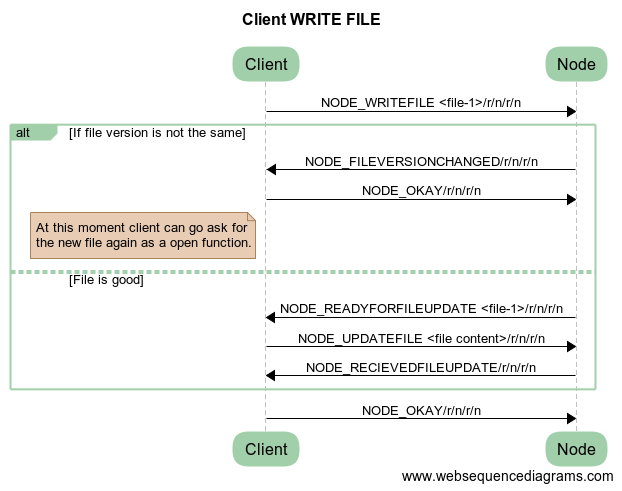 Client WRITE FILE
Client
Node
NODE_WRITEFILE <file-1>/r/n/r/n
alt
[If file version is not the same]
NODE_FILEVERSIONCHANGED/r/n/r/n
NODE_OKAY/r/n/r/n
At this moment client can go ask for
the new file again as a open function.
[File is good]
NODE_READYFORFILEUPDATE <file-1>/r/n/r/n
NODE_UPDATEFILE <file content>/r/n/r/n
NODE_RECIEVEDFILEUPDATE/r/n/r/n
NODE_OKAY/r/n/r/n
Client
Node
www.websequencediagrams.com